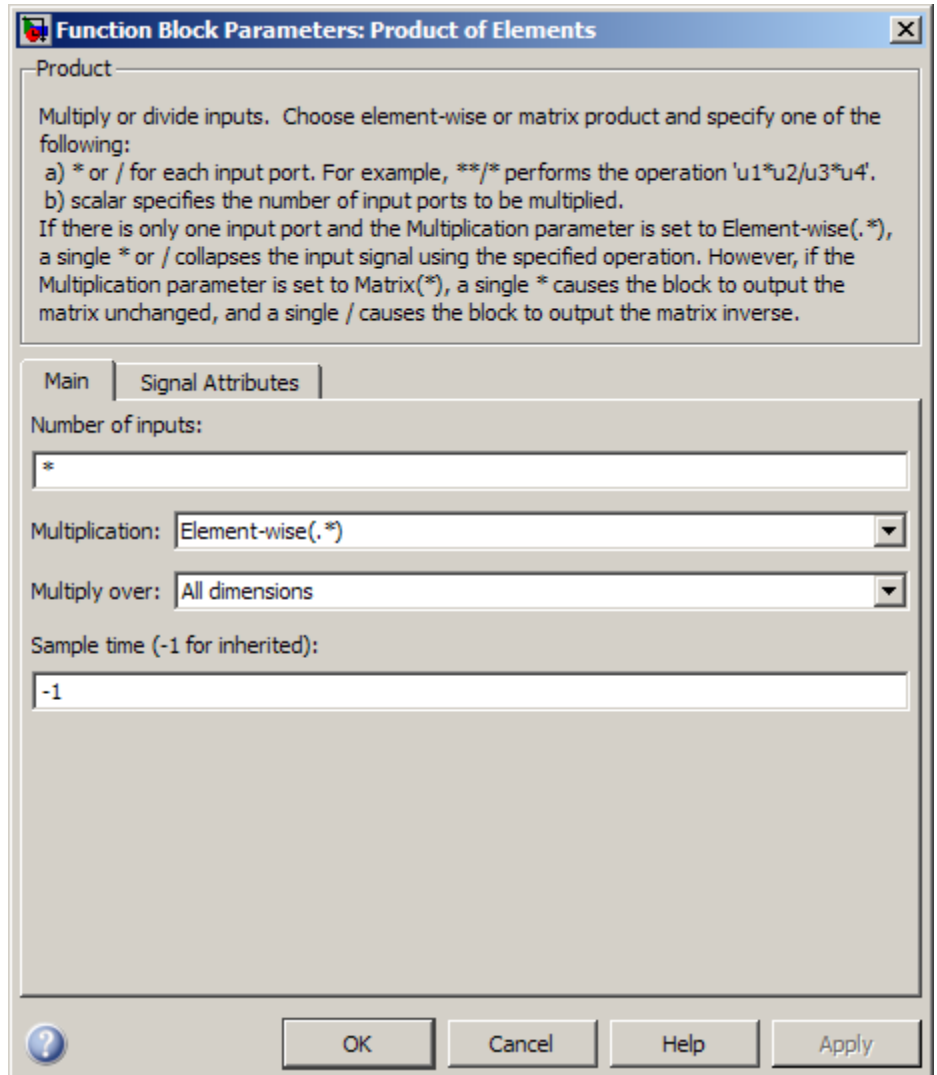 Function Block Parameters: Product of Elements
Product
Multiply or divide inputs.  Choose element-wise or matrix product and specify one of the
following:
a) * or / for each input port. For example, **/* performs the operation 'u1*u2/u3*u4'.
b) scalar specifies the number of input ports to be multiplied.
If there is only one input port and the Multiplication parameter is set to Element-wise(.*),
a single * or / collapses the input signal using the specified operation. However, if the
Multiplication parameter is set to Matrix(*), a single * causes the block to output the
matrix unchanged, and a single / causes the block to output the matrix inverse.
Main Signal Attributes
Number of inputs:
*
Multiplication: Element-wise(.*)
Multiply over: All dimensions
Sample time (-1 for inherited):
-1
? OK Cancel Help Apply